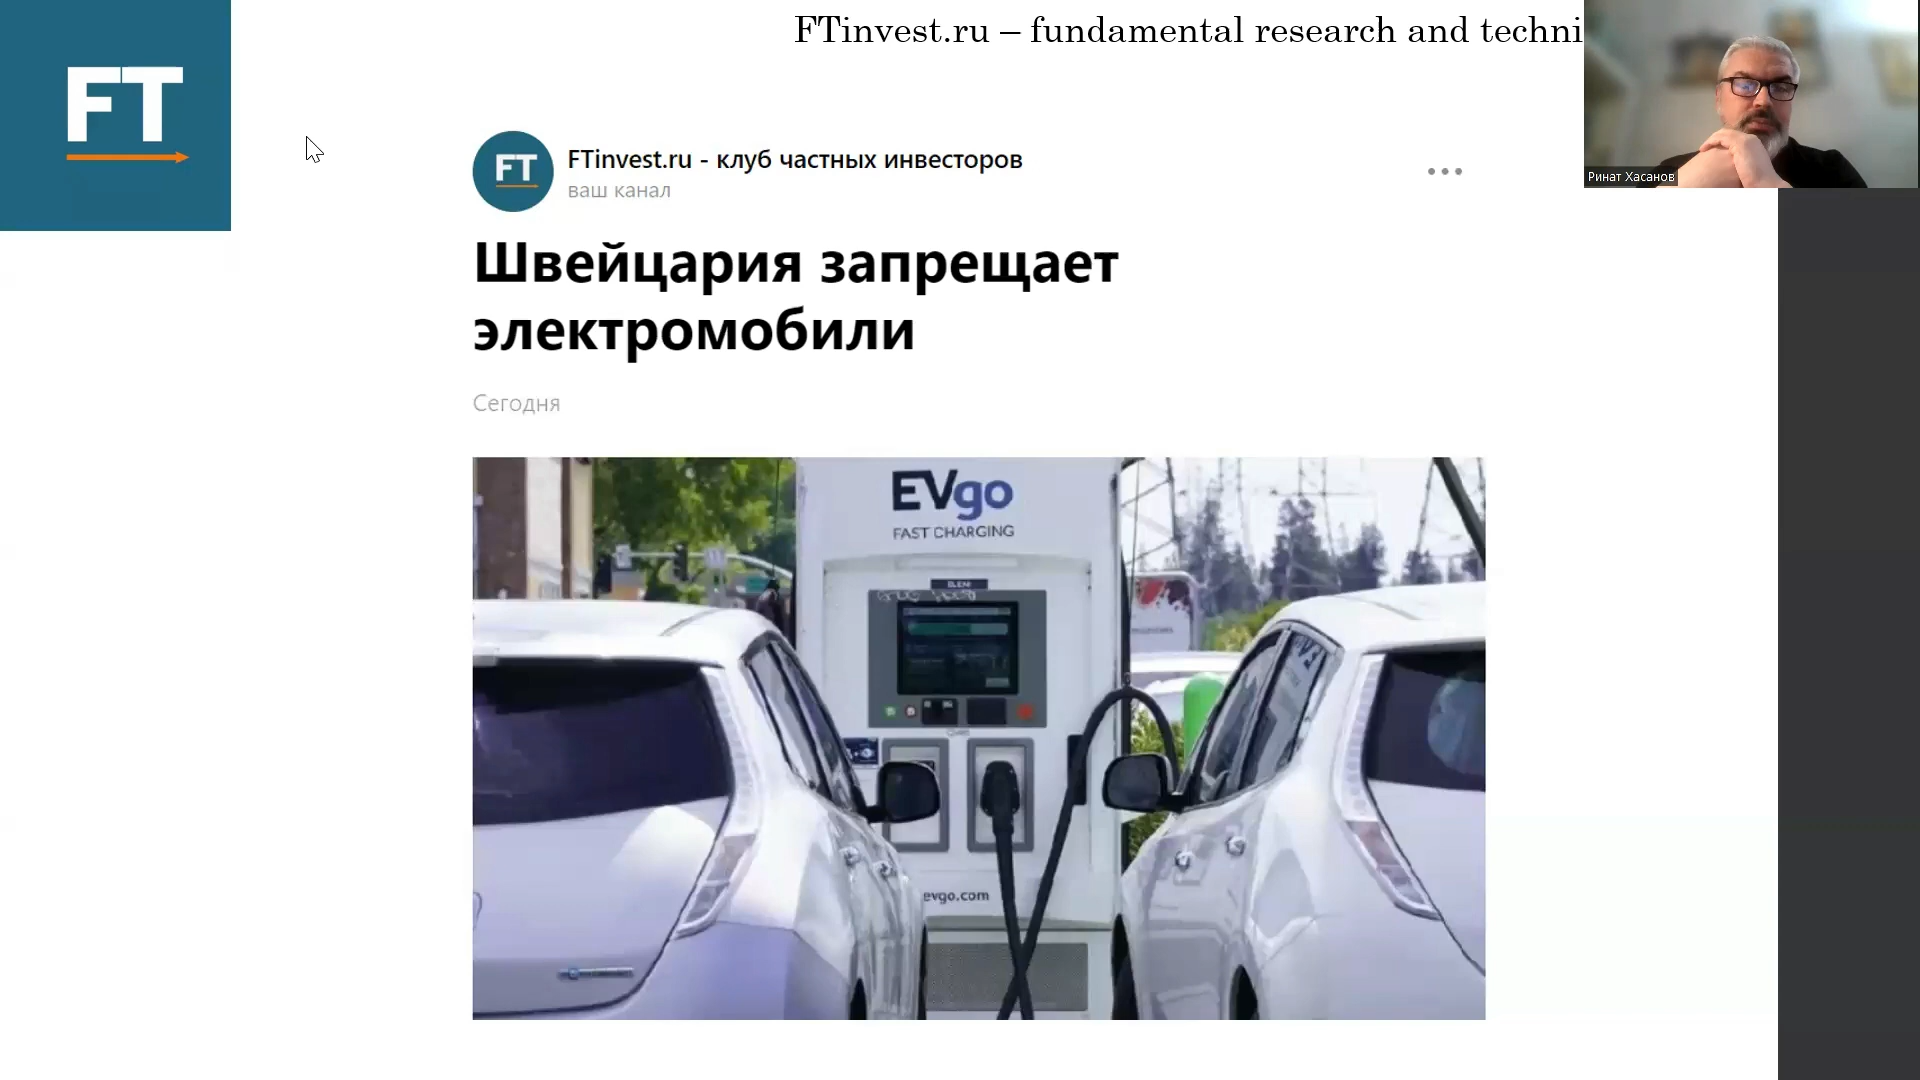 FT
FTinvest.ru – fundamental research and techni
Ринат Хасанов
FT
FTinvest.ru - клуб частных инвесторов
ваш канал
Швейцария запрещает
электромобили
Сегодня
EVgo
FAST CHARGING
evgo.com